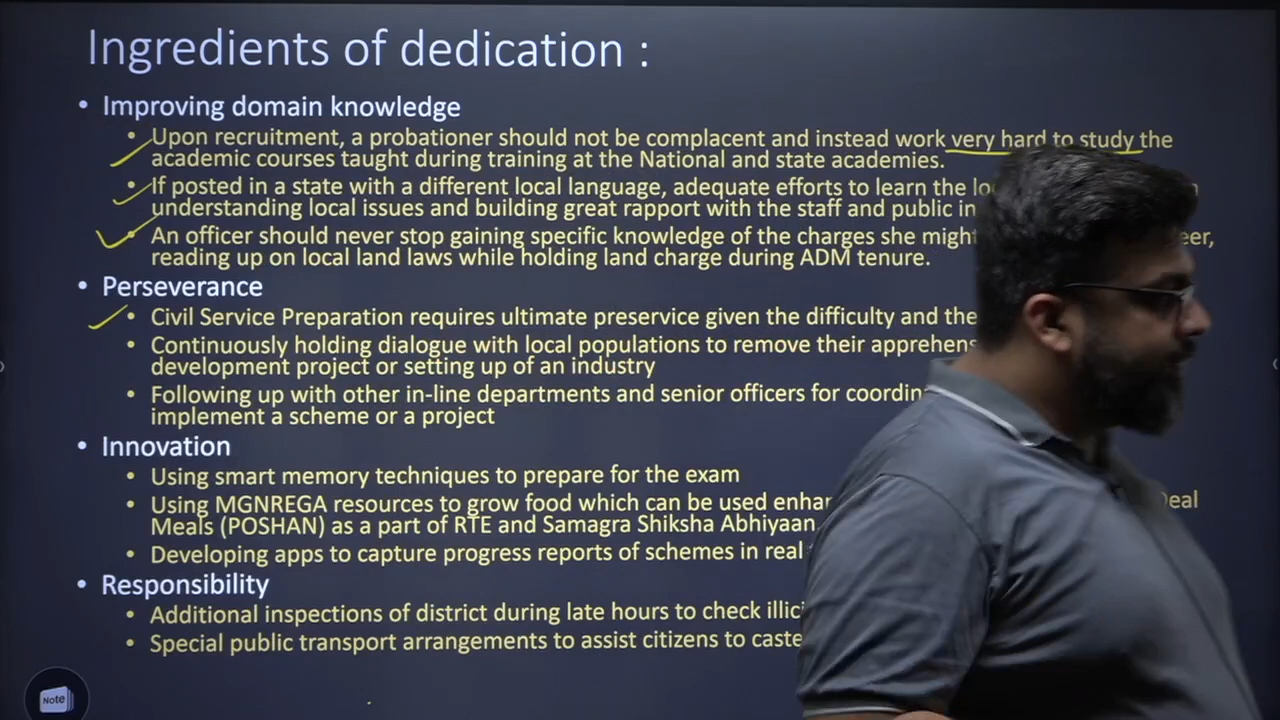 Ingredients of dedication :
• Improving domain knowledge
• Upon recruitment, a probationer should not be complacent and instead work very hard to study the
academic courses taught during training at the National and state academies.
• If posted in a state with a different local language, adequate efforts to learn the
understanding local issues and building great rapport with the staff and public in
• An officer should never stop gaining specific knowledge of the charges she might
reading up on local land laws while holding land charge during ADM tenure.
• Perseverance
• Civil Service Preparation requires ultimate preservice given the difficulty and the
• Continuously holding dialogue with local populations to remove their
development project or setting up of an industry
• Following up with other in-line departments and senior officers for
implement a scheme or a project
• Innovation
• Using smart memory techniques to prepare for the exam
• Using MGNREGA resources to grow food which can be used
Meals (POSHAN) as a part of RTE and Samagra Shiksha Abhiyaan
• Developing apps to capture progress reports of schemes in real
• Responsibility
• Additional inspections of district during late hours to check
• Special public transport arrangements to assist citizens to
Note